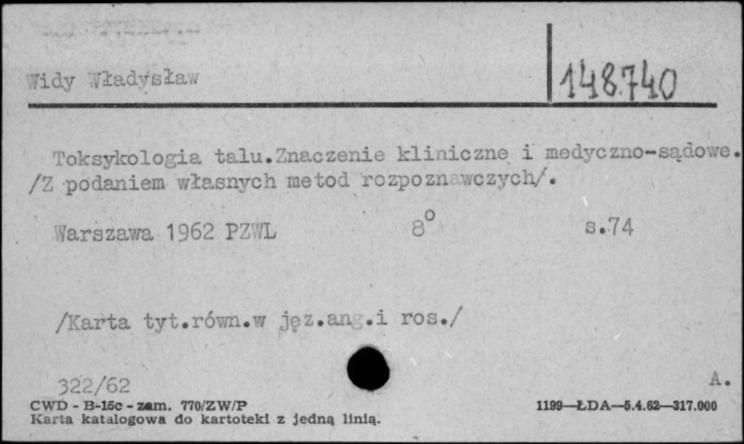 Widy Władysław
148.740
Toksykologia talu.Znaczenie kliniczne i medyczno-sądowe.
/Z podaniem własnych metod rozpoznawczych/.
Warszawa 1962 PZWL 8° s.74
/Karta tyt.równ.w jęz.ang.i ros./
322/62 A.
CWD - B-15c - zam. 770/ZW/P 1199—ŁDA—5.4.62—317.000
Karta katalogowa do kartoteki z jedną linią.